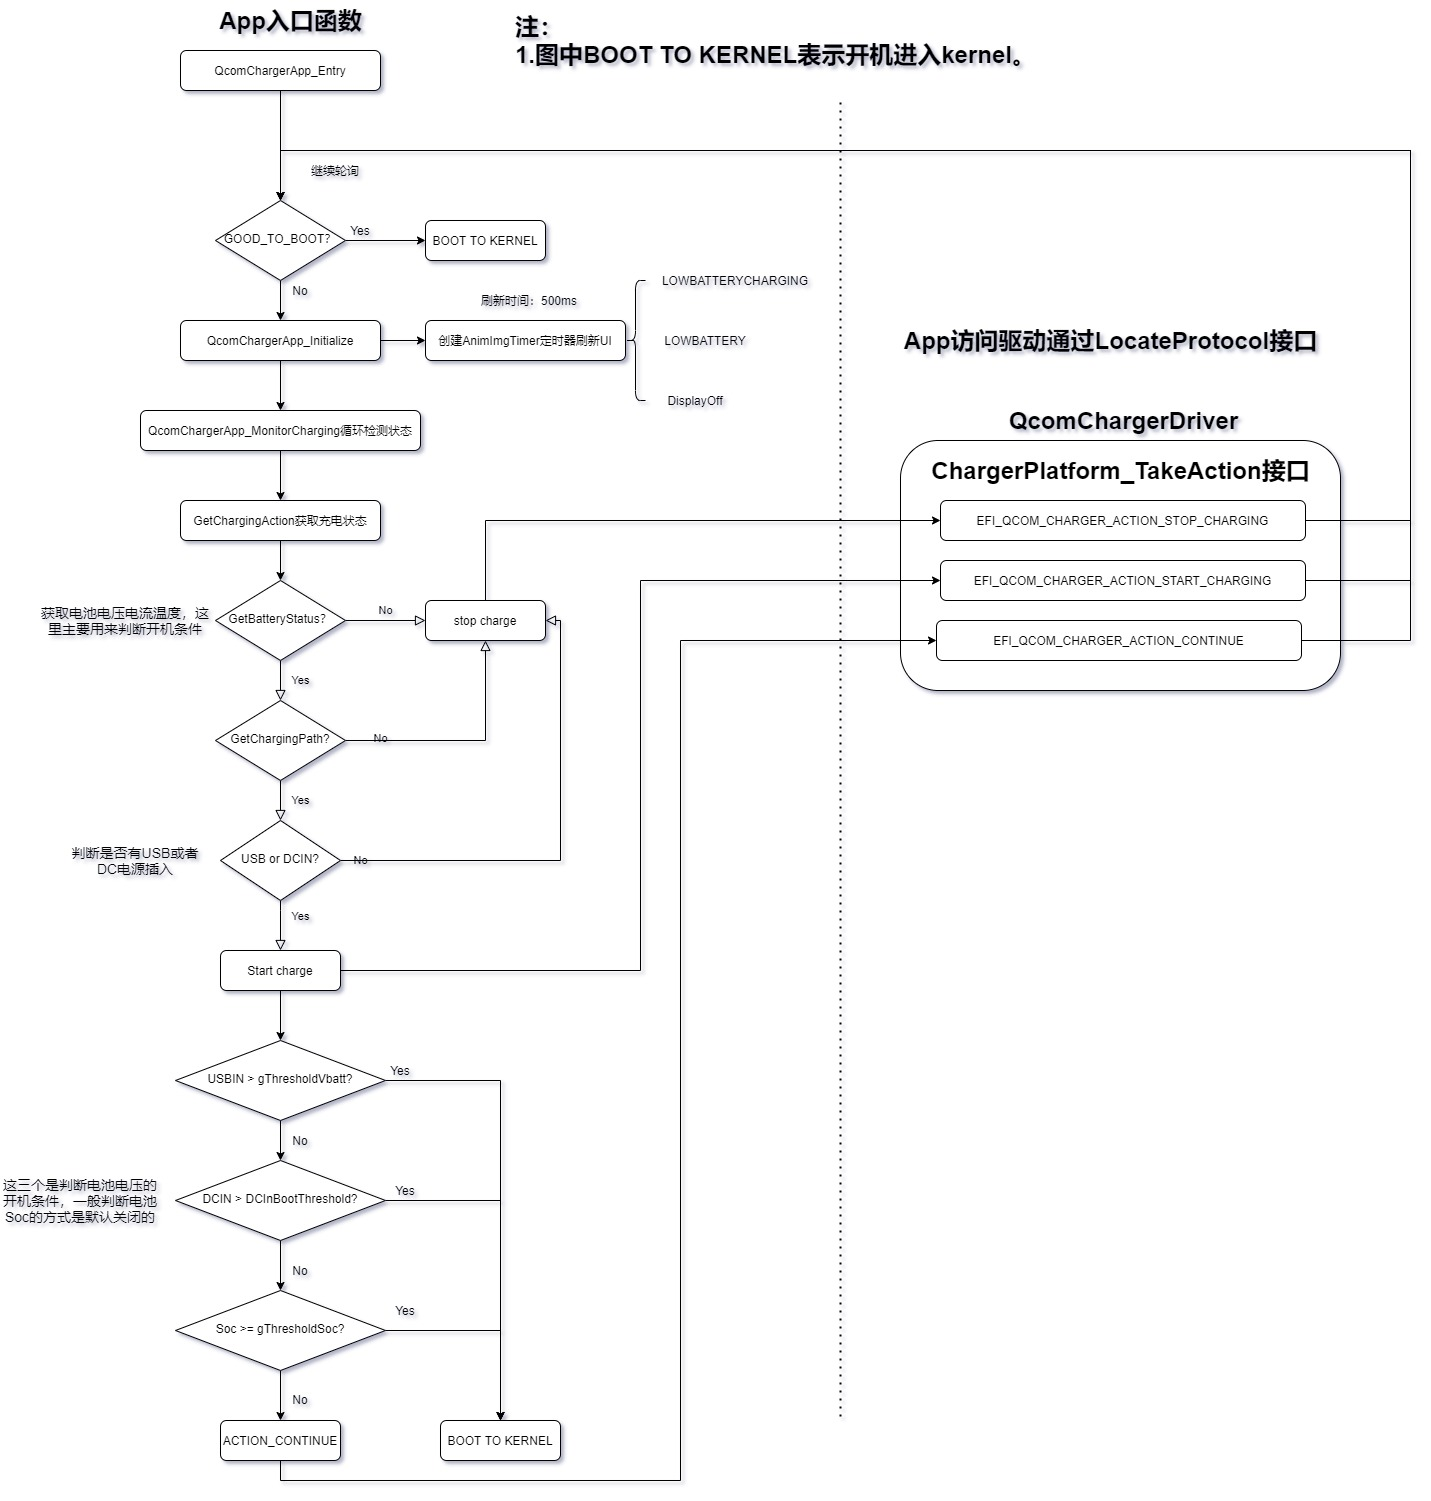 App入口函数
注：
1.图中BOOT TO KERNEL表示开机进入kernel。
QcomChargerApp_Entry
继续轮询
GOOD_TO_BOOT?
Yes
BOOT TO KERNEL
No
刷新时间：500ms
LOWBATTERYCHARGING
QcomChargerApp_Initialize
创建AnimImgTimer定时器刷新UI
LOWBATTERY
DisplayOff
App访问驱动通过LocateProtocol接口
QcomChargerDriver
ChargerPlatform_TakeAction接口
EFI_QCOM_CHARGER_ACTION_STOP_CHARGING
EFI_QCOM_CHARGER_ACTION_START_CHARGING
EFI_QCOM_CHARGER_ACTION_CONTINUE
QcomChargerApp_MonitorCharging循环检测状态
GetChargingAction获取充电状态
获取电池电压电流温度，这
里主要用来判断开机条件
GetBatteryStatus?
No
stop charge
Yes
GetChargingPath?
No
Yes
判断是否有USB或者
DC电源插入
USB or DCIN?
No
Yes
Start charge
USBIN > gThresholdVbatt?
Yes
No
这三个是判断电池电压的
开机条件，一般判断电池
Soc的方式是默认关闭的
DCIN > DCInBootThreshold?
Yes
No
Soc >= gThresholdSoc?
Yes
No
ACTION_CONTINUE
BOOT TO KERNEL